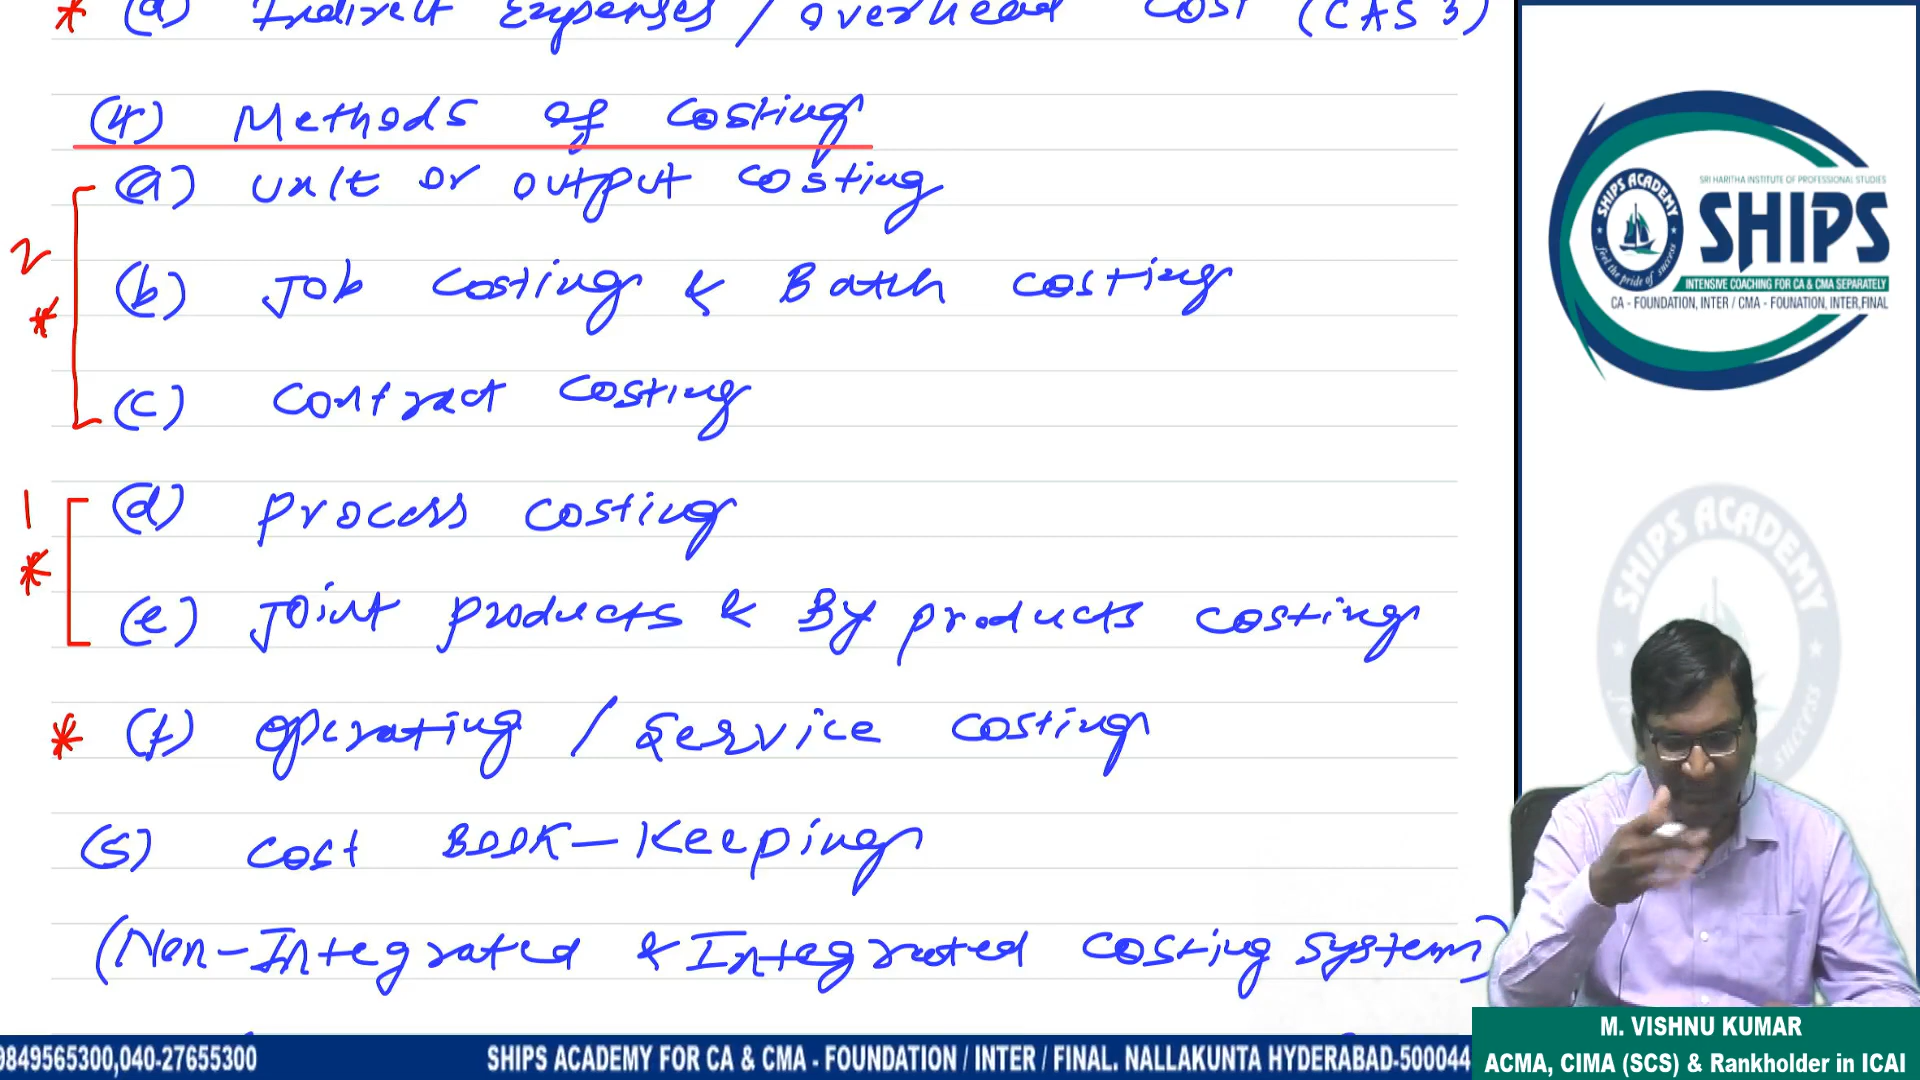 * (d) Indirect Expenses / overhead cost (CAS 3)
(4) Methods of costing
(a) unit or output costing
2
(b) Job costing & Batch costing
*
(c) contract costing
1
(d) process costing
*
(e) Joint products & By products costing
* (f) operating / service costing
(5) cost Book-Keeping
(Non-Integrated & Integrated costing systems)
SRI HARITHA INSTITUTE OF PROFESSIONAL STUDIES
SHIPS ACADEMY
feel the pride of success
SHIPS
INTENSIVE COACHING FOR CA & CMA SEPARATELY
CA - FOUNDATION, INTER / CMA - FOUNATION, INTER,FINAL
SHIPS ACADEMY
success
M. VISHNU KUMAR
ACMA, CIMA (SCS) & Rankholder in ICAI
9849565300,040-27655300 SHIPS ACADEMY FOR CA & CMA - FOUNDATION / INTER / FINAL. NALLAKUNTA HYDERABAD-500044